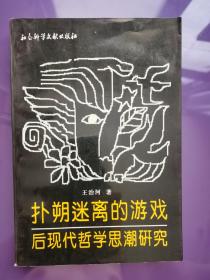 社会科学文献出版社
王治河 著
扑朔迷离的游戏
后现代哲学思潮研究